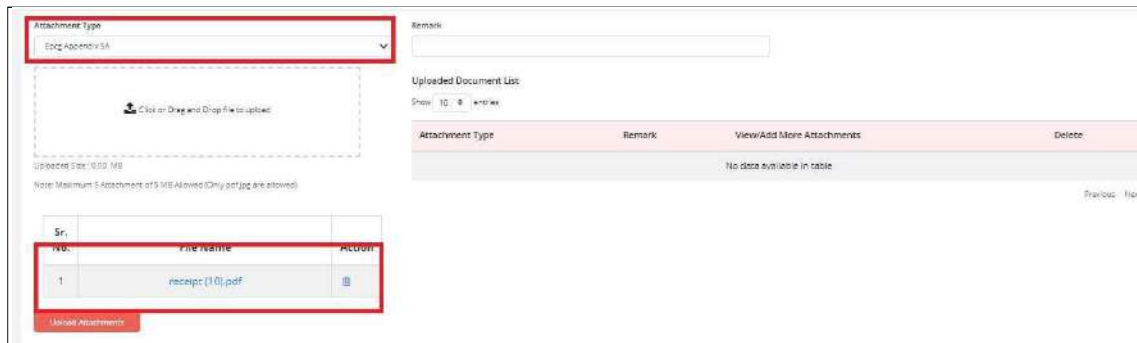 Attachment Type
Epcg Appendix 5A
Click or Drag and Drop file to upload
Uploaded Size : 0.00 MB
Note: Maximum 5 Attachment of 5 MB Allowed (Only pdf,jpg are allowed)
Sr. No.
File Name
Action
1
receipt (10).pdf
Upload Attachments
Remark
Uploaded Document List
Show 10 entries
Attachment Type Remark View/Add More Attachments Delete
No data available in table
Previous